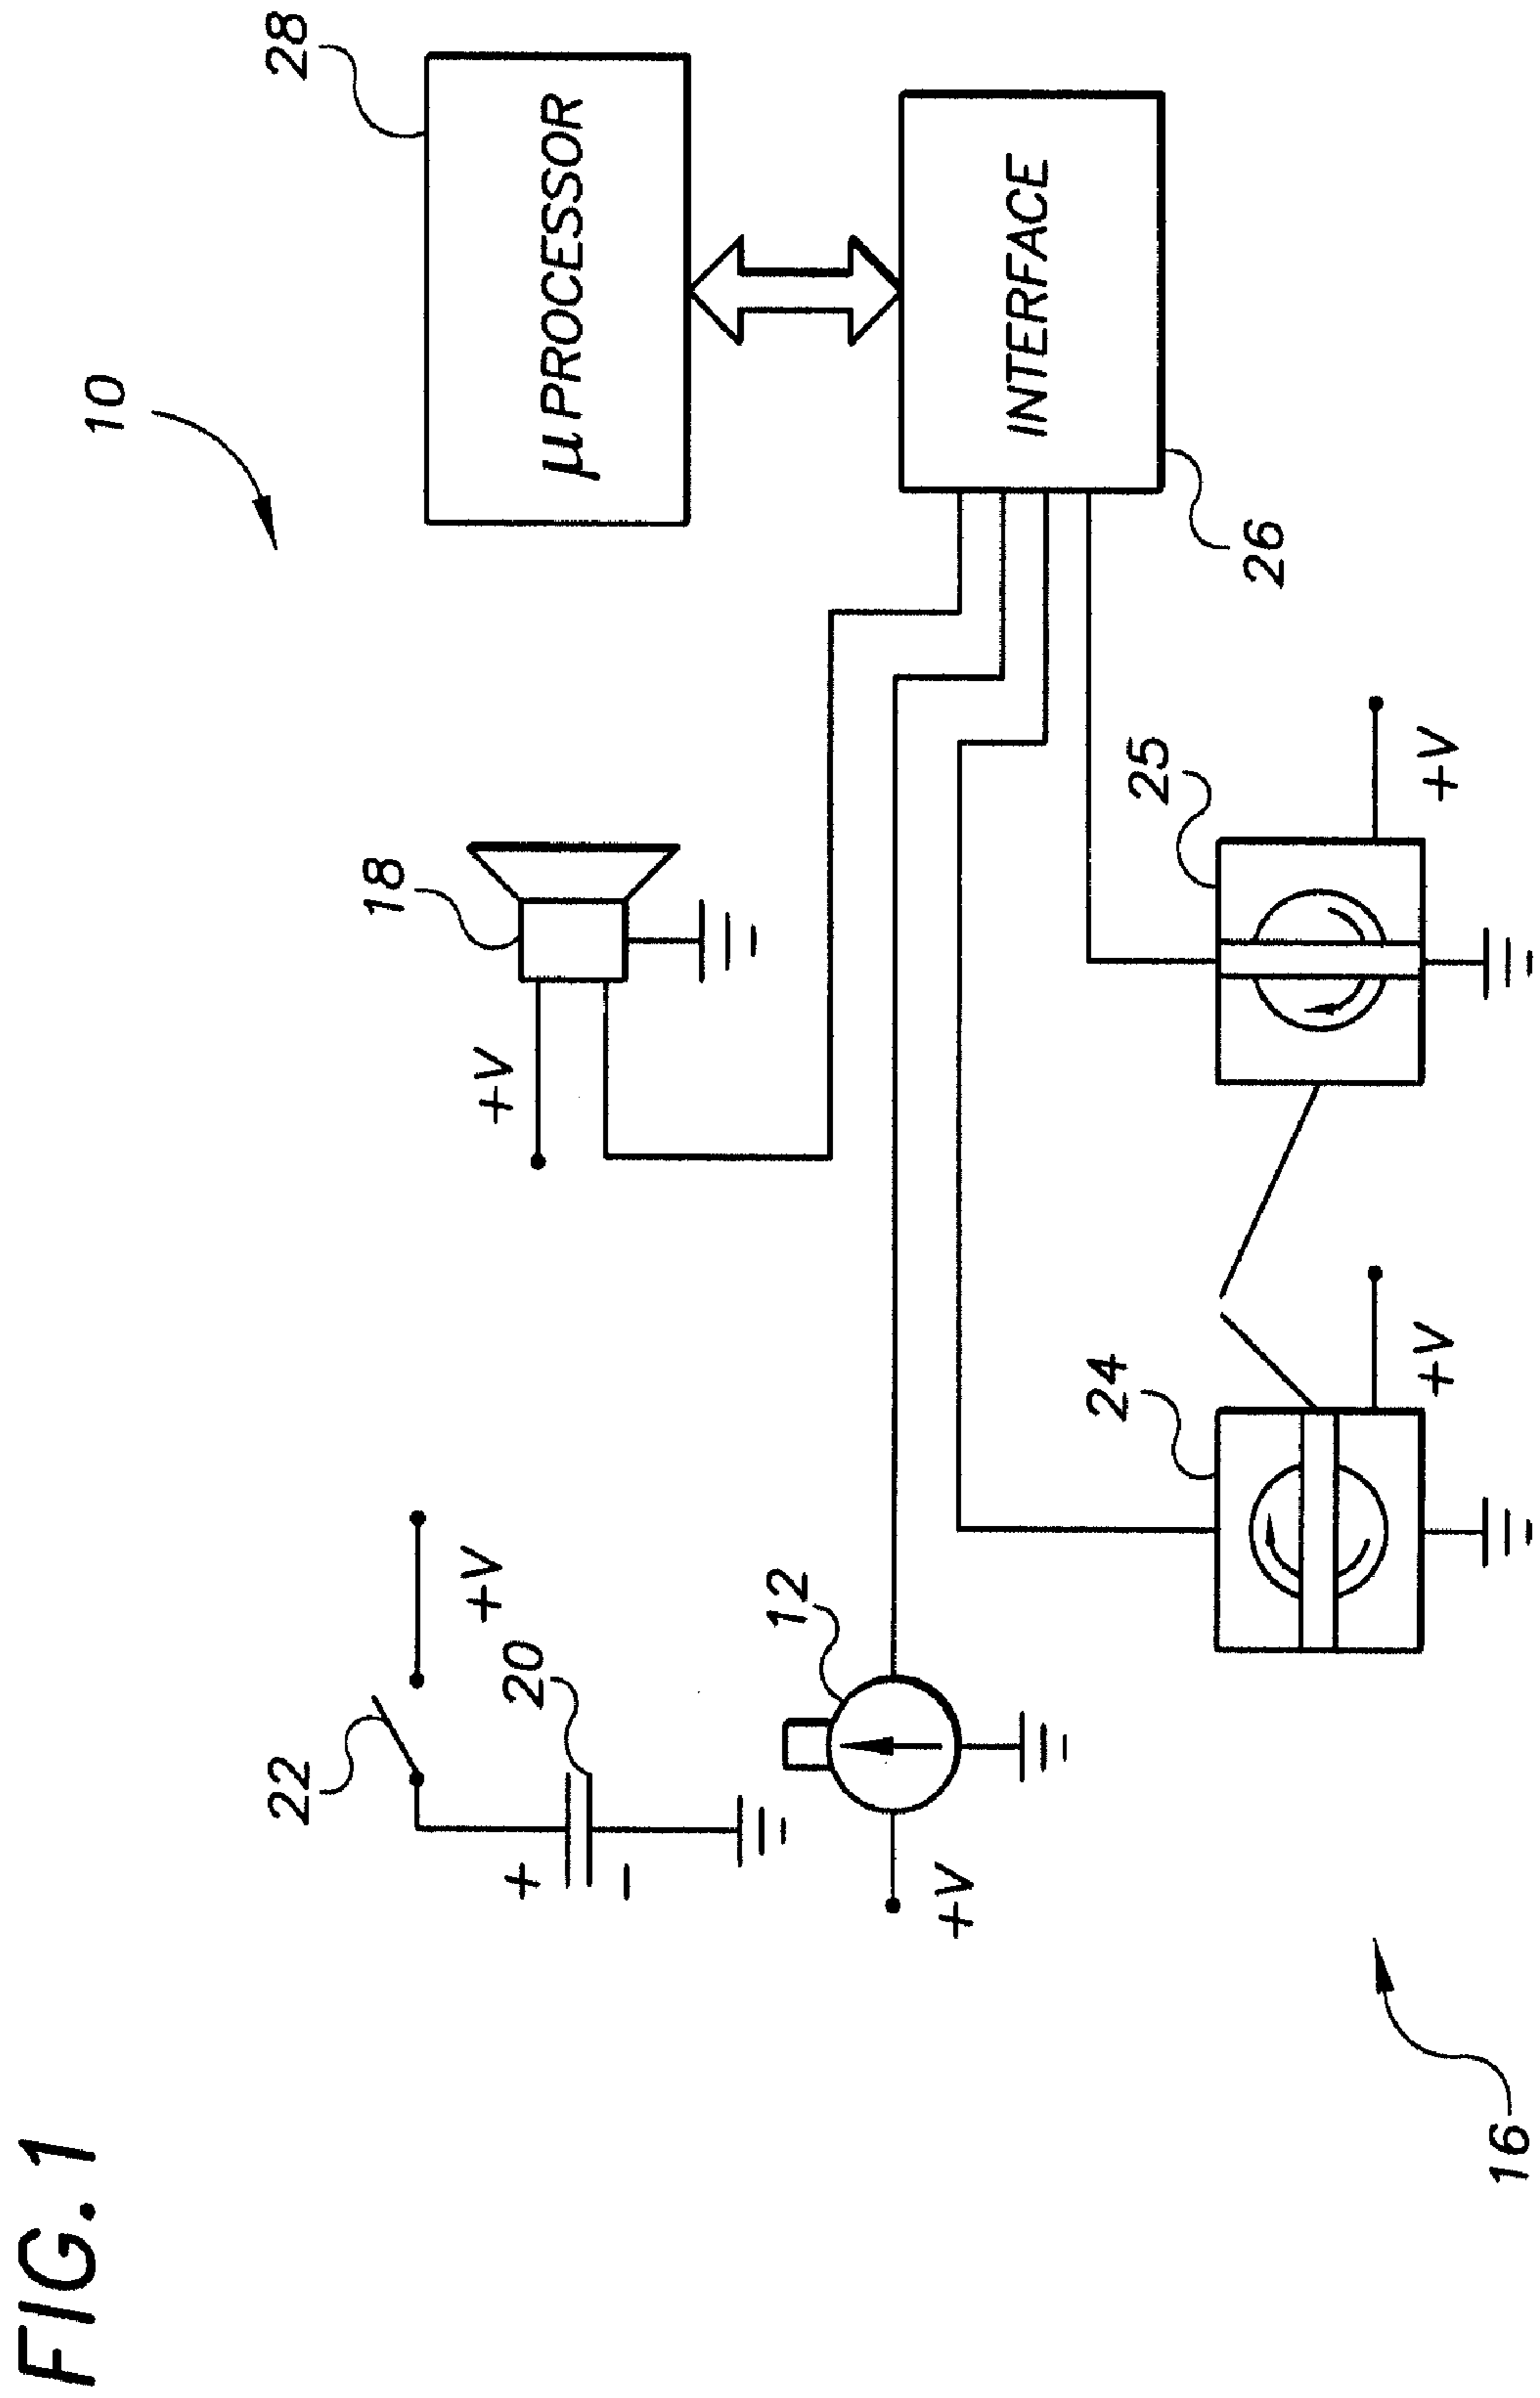 FIG. 1
10
28
μPROCESSOR
18
+V
22
+V
20
+
−
12
+V
INTERFACE
26
25
+V
24
+V
16